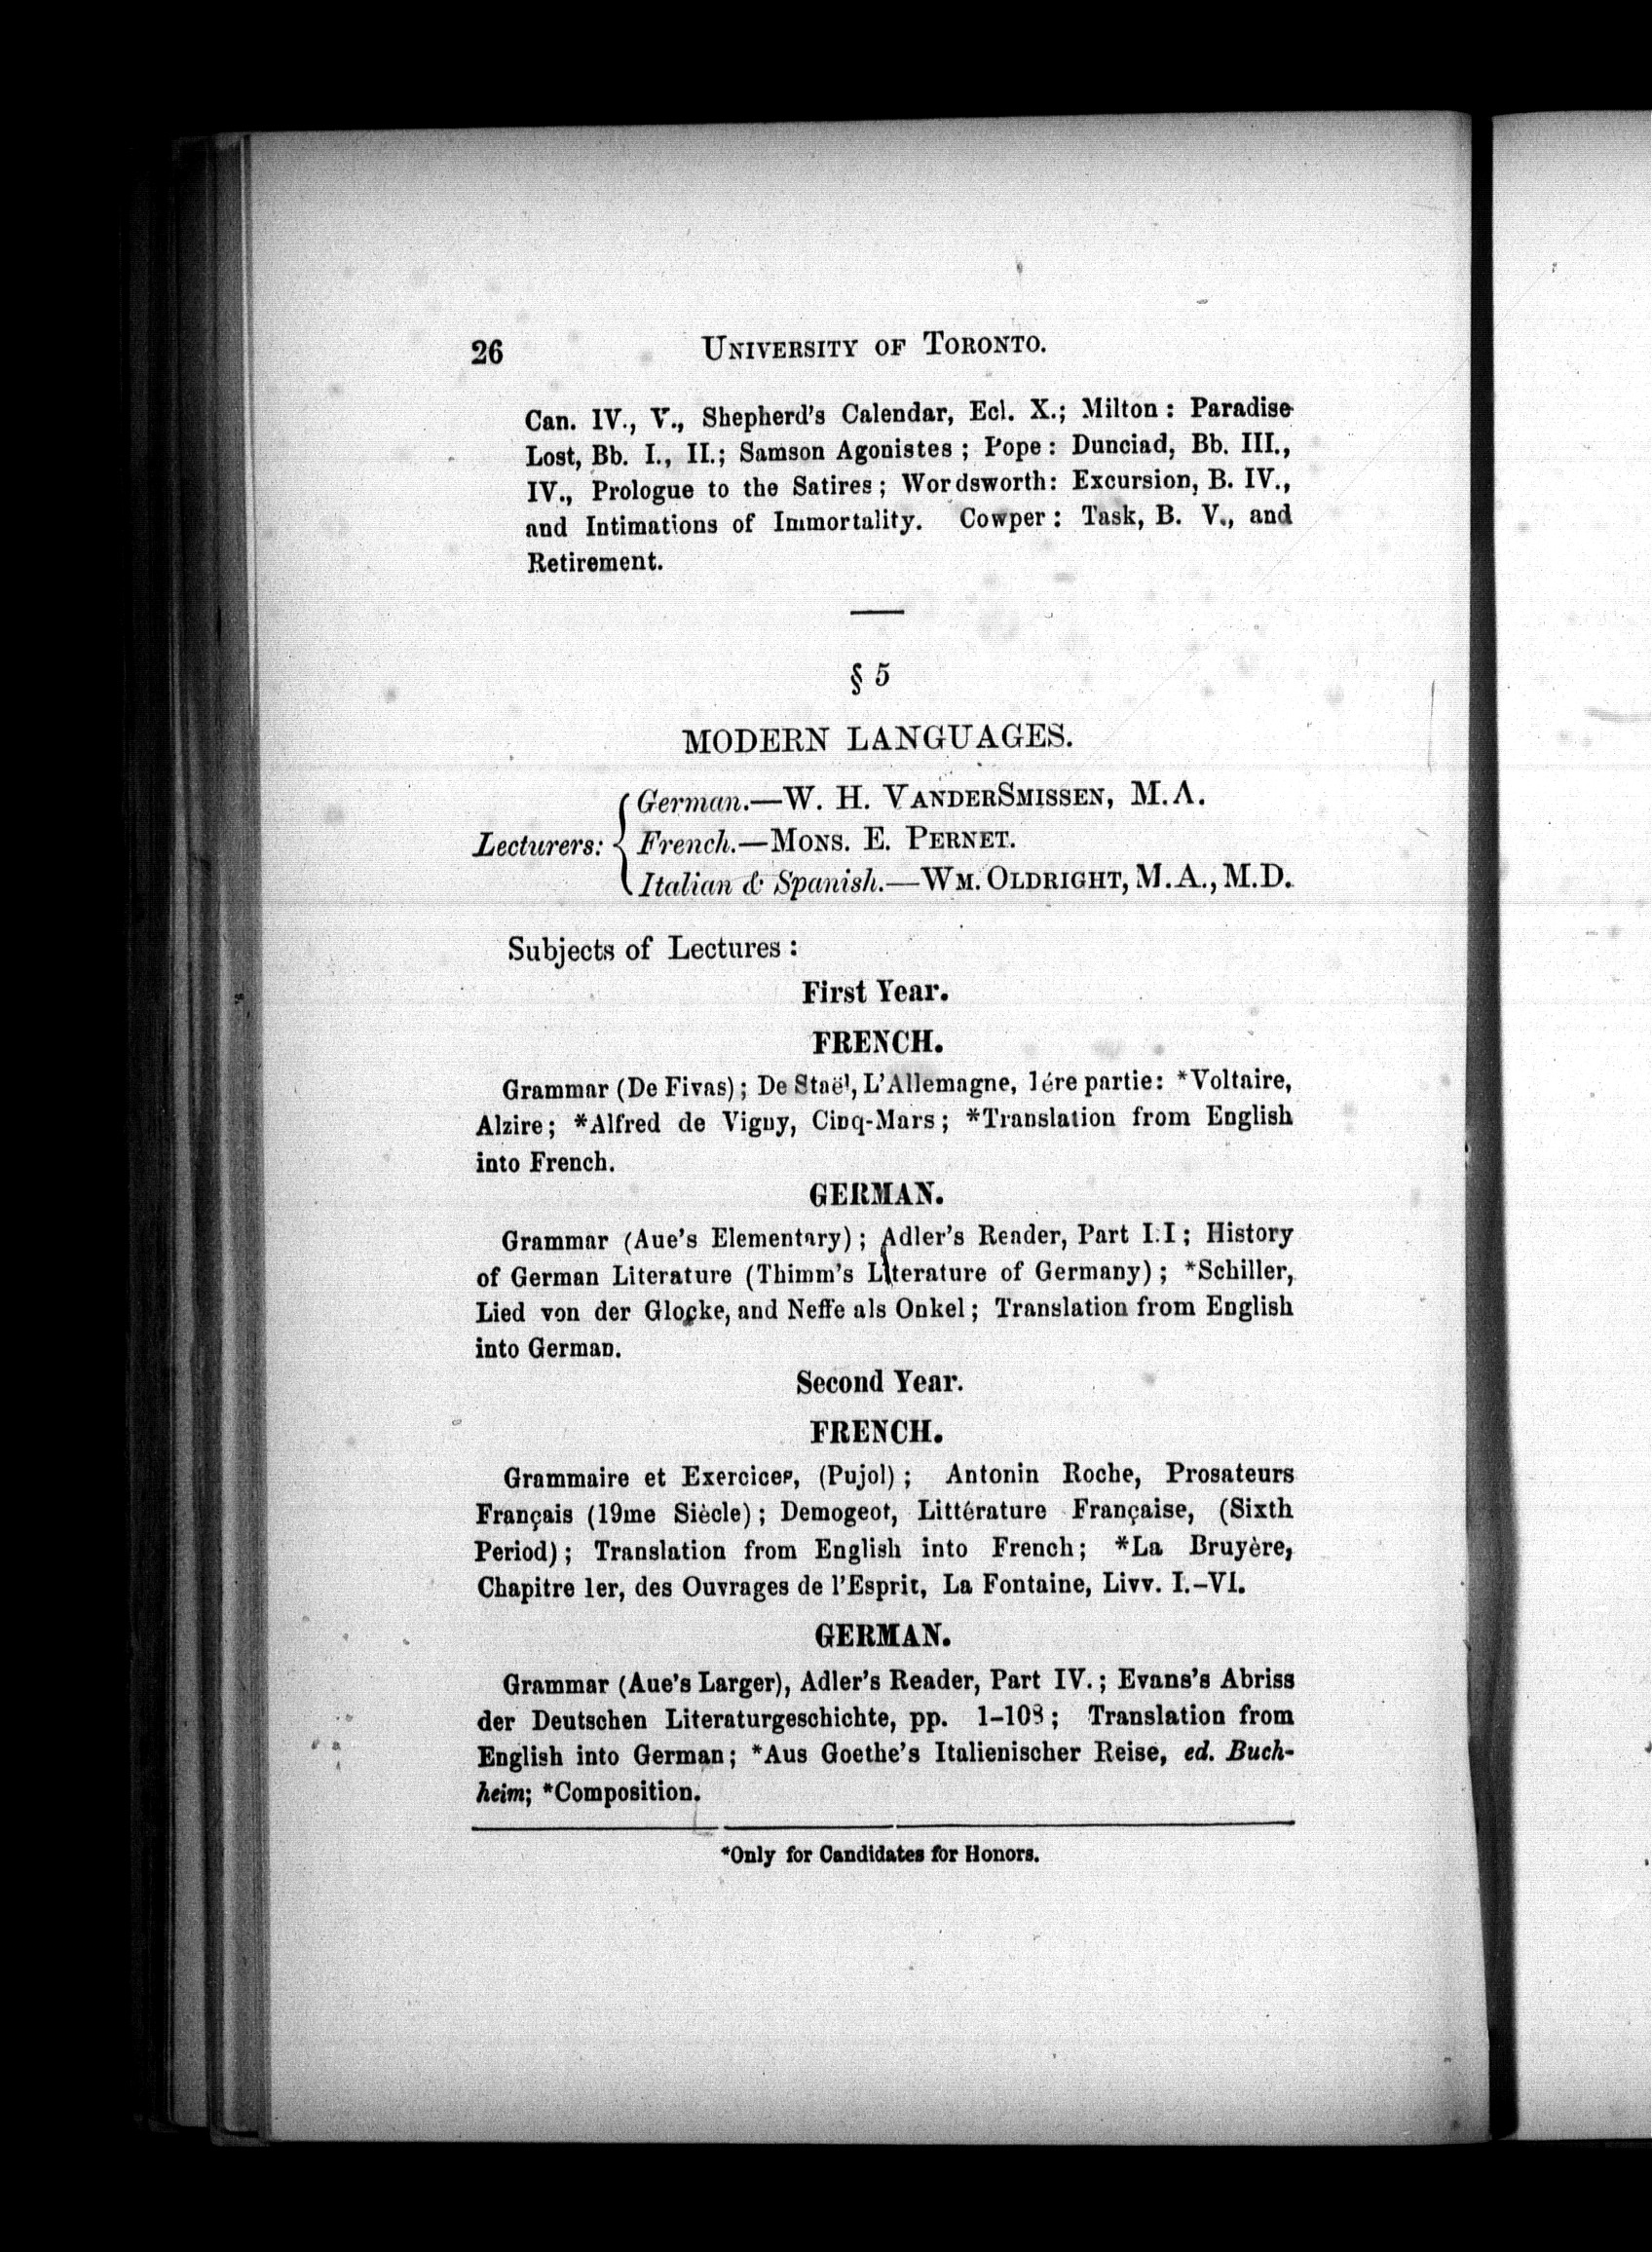 26 UNIVERSITY OF TORONTO.
Can. IV., V., Shepherd's Calendar, Ecl. X.; Milton: Paradise
Lost, Bb. I., II.; Samson Agonistes; Pope: Dunciad, Bb. III.,
IV., Prologue to the Satires; Wordsworth: Excursion, B. IV.,
and Intimations of Immortality. Cowper: Task, B. V., and
Retirement.
§ 5
MODERN LANGUAGES.
German.—W. H. VANDERSMISSEN, M.A.
Lecturers: French.—MONS. E. PERNET.
Italian & Spanish.—WM. OLDRIGHT, M.A., M.D.
Subjects of Lectures:
First Year.
FRENCH.
Grammar (De Fivas); De Staël, L'Allemagne, 1ére partie: *Voltaire,
Alzire; *Alfred de Vigny, Cinq-Mars; *Translation from English
into French.
GERMAN.
Grammar (Aue's Elementary); Adler's Reader, Part I.I; History
of German Literature (Thimm's Literature of Germany); *Schiller,
Lied von der Glocke, and Neffe als Onkel; Translation from English
into German.
Second Year.
FRENCH.
Grammaire et Exercices, (Pujol); Antonin Roche, Prosateurs
Français (19me Siècle); Demogeot, Littérature Française, (Sixth
Period); Translation from English into French; *La Bruyère,
Chapitre 1er, des Ouvrages de l'Esprit, La Fontaine, Livv. I.-VI.
GERMAN.
Grammar (Aue's Larger), Adler's Reader, Part IV.; Evans's Abriss
der Deutschen Literaturgeschichte, pp. 1-108; Translation from
English into German; *Aus Goethe's Italienischer Reise, ed. Buch-
heim; *Composition.
*Only for Candidates for Honors.